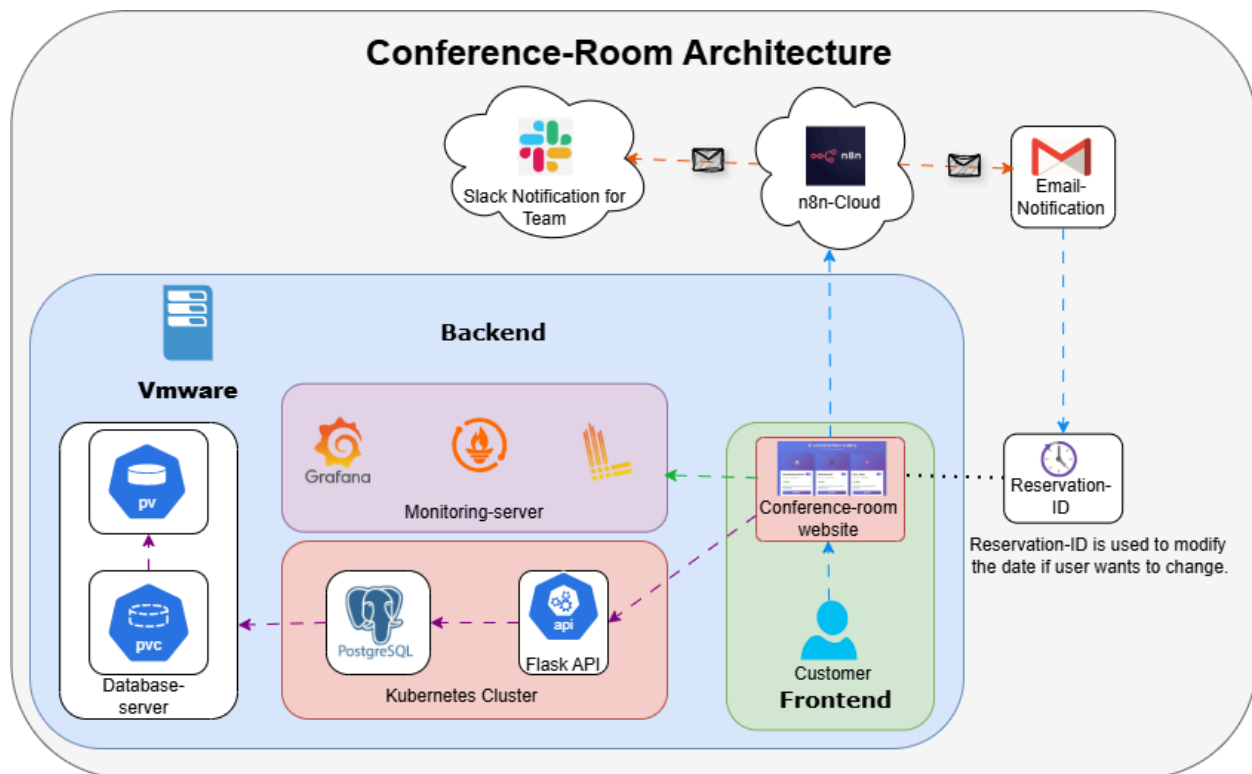 Conference-Room Architecture
Slack Notification for
Team
n8n
n8n-Cloud
Email-
Notification
Backend
Vmware
Grafana
Monitoring-server
pv
pvc
Database-
server
PostgreSQL
api
Flask API
Kubernetes Cluster
Conference-room
website
Customer
Frontend
Reservation-
ID
Reservation-ID is used to modify
the date if user wants to change.